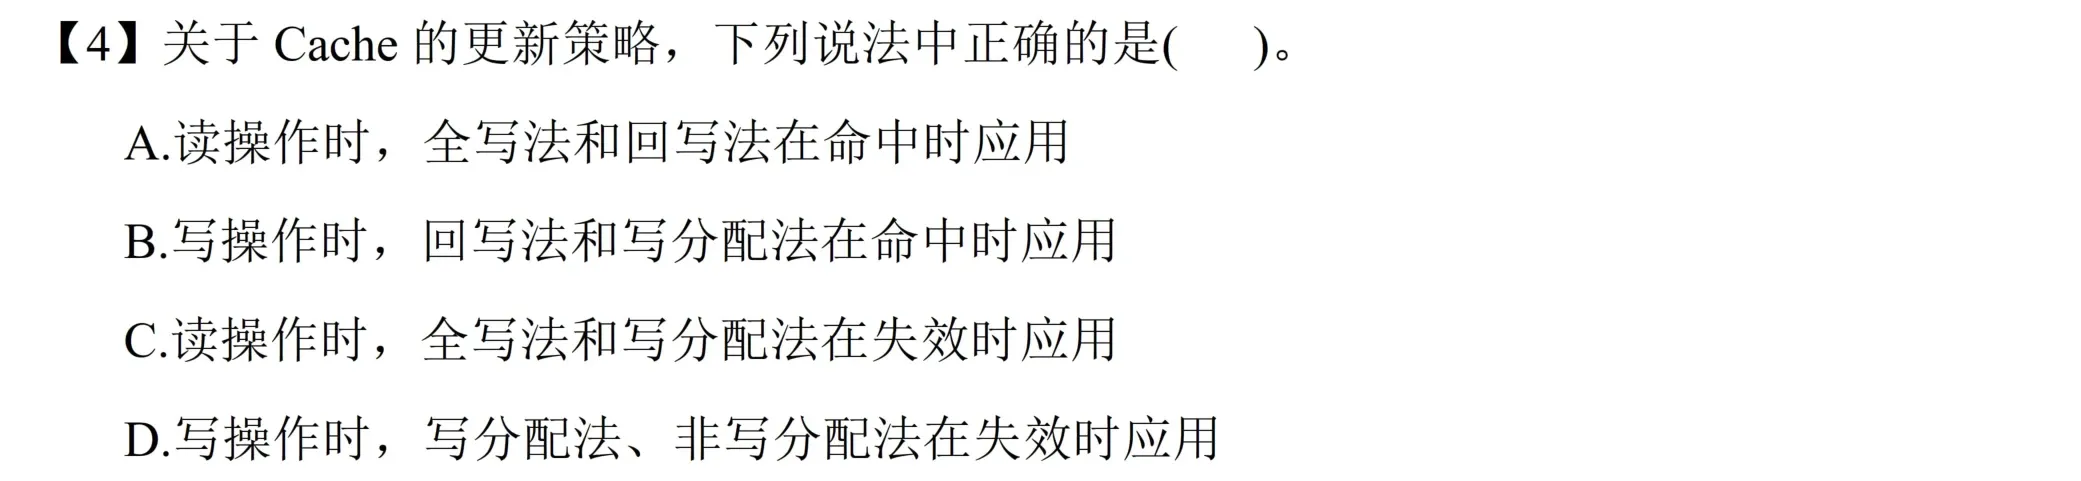 【4】关于 Cache 的更新策略，下列说法中正确的是(　　)。
A.读操作时，全写法和回写法在命中时应用
B.写操作时，回写法和写分配法在命中时应用
C.读操作时，全写法和写分配法在失效时应用
D.写操作时，写分配法、非写分配法在失效时应用